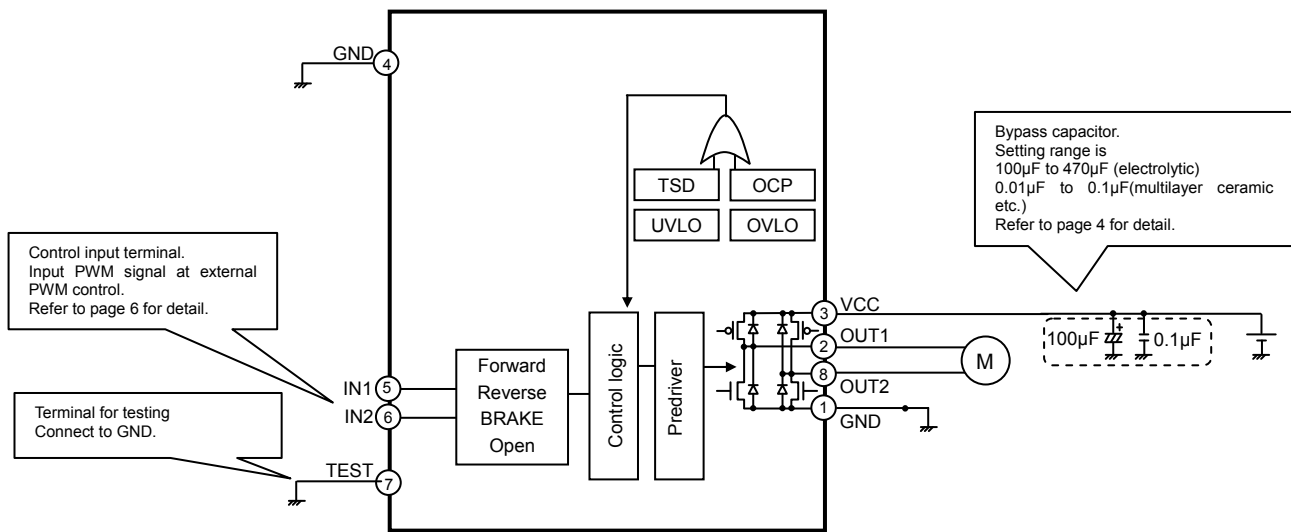 GND
4
TSD
OCP
UVLO
OVLO
Bypass capacitor.
Setting range is
100µF to 470µF (electrolytic)
0.01µF to 0.1µF(multilayer ceramic
etc.)
Refer to page 4 for detail.
Control input terminal.
Input PWM signal at external
PWM control.
Refer to page 6 for detail.
Terminal for testing
Connect to GND.
IN1
5
IN2
6
TEST
7
Forward
Reverse
BRAKE
Open
Control logic
Predriver
3
VCC
2
OUT1
8
OUT2
1
GND
M
100µF
+
0.1µF